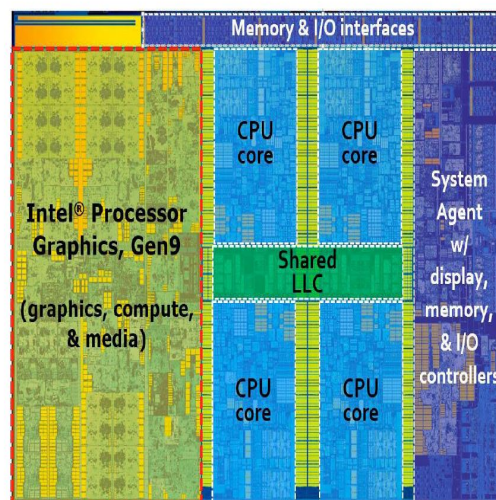 Memory & I/O interfaces
CPU
core
CPU
core
Intel® Processor
Graphics, Gen9
(graphics, compute,
& media)
Shared
LLC
System
Agent
w/
display,
memory,
& I/O
controllers
CPU
core
CPU
core